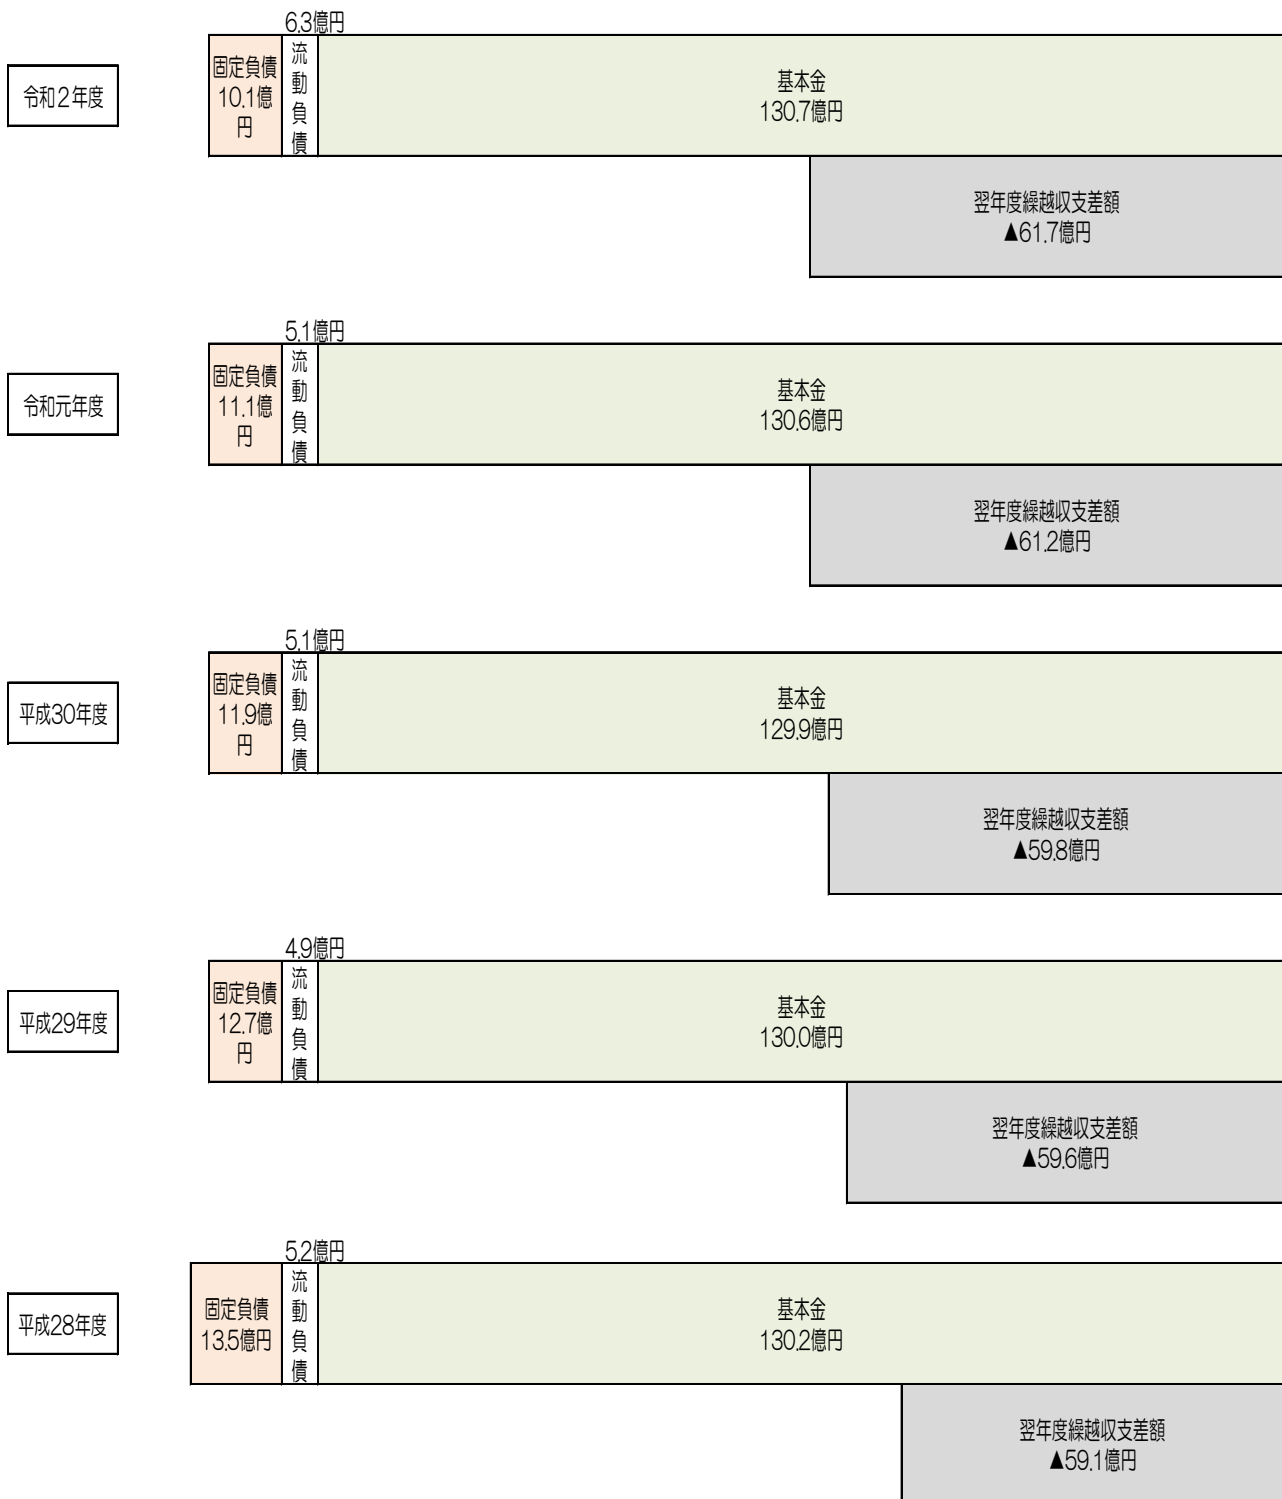 6.3億円
令和２年度
固定負債
10.1億
円
流
動
負
債
基本金
130.7億円
翌年度繰越収支差額
▲61.7億円
5.1億円
令和元年度
固定負債
11.1億
円
流
動
負
債
基本金
130.6億円
翌年度繰越収支差額
▲61.2億円
5.1億円
平成30年度
固定負債
11.9億
円
流
動
負
債
基本金
129.9億円
翌年度繰越収支差額
▲59.8億円
4.9億円
平成29年度
固定負債
12.7億
円
流
動
負
債
基本金
130.0億円
翌年度繰越収支差額
▲59.6億円
5.2億円
平成28年度
固定負債
13.5億円
流
動
負
債
基本金
130.2億円
翌年度繰越収支差額
▲59.1億円